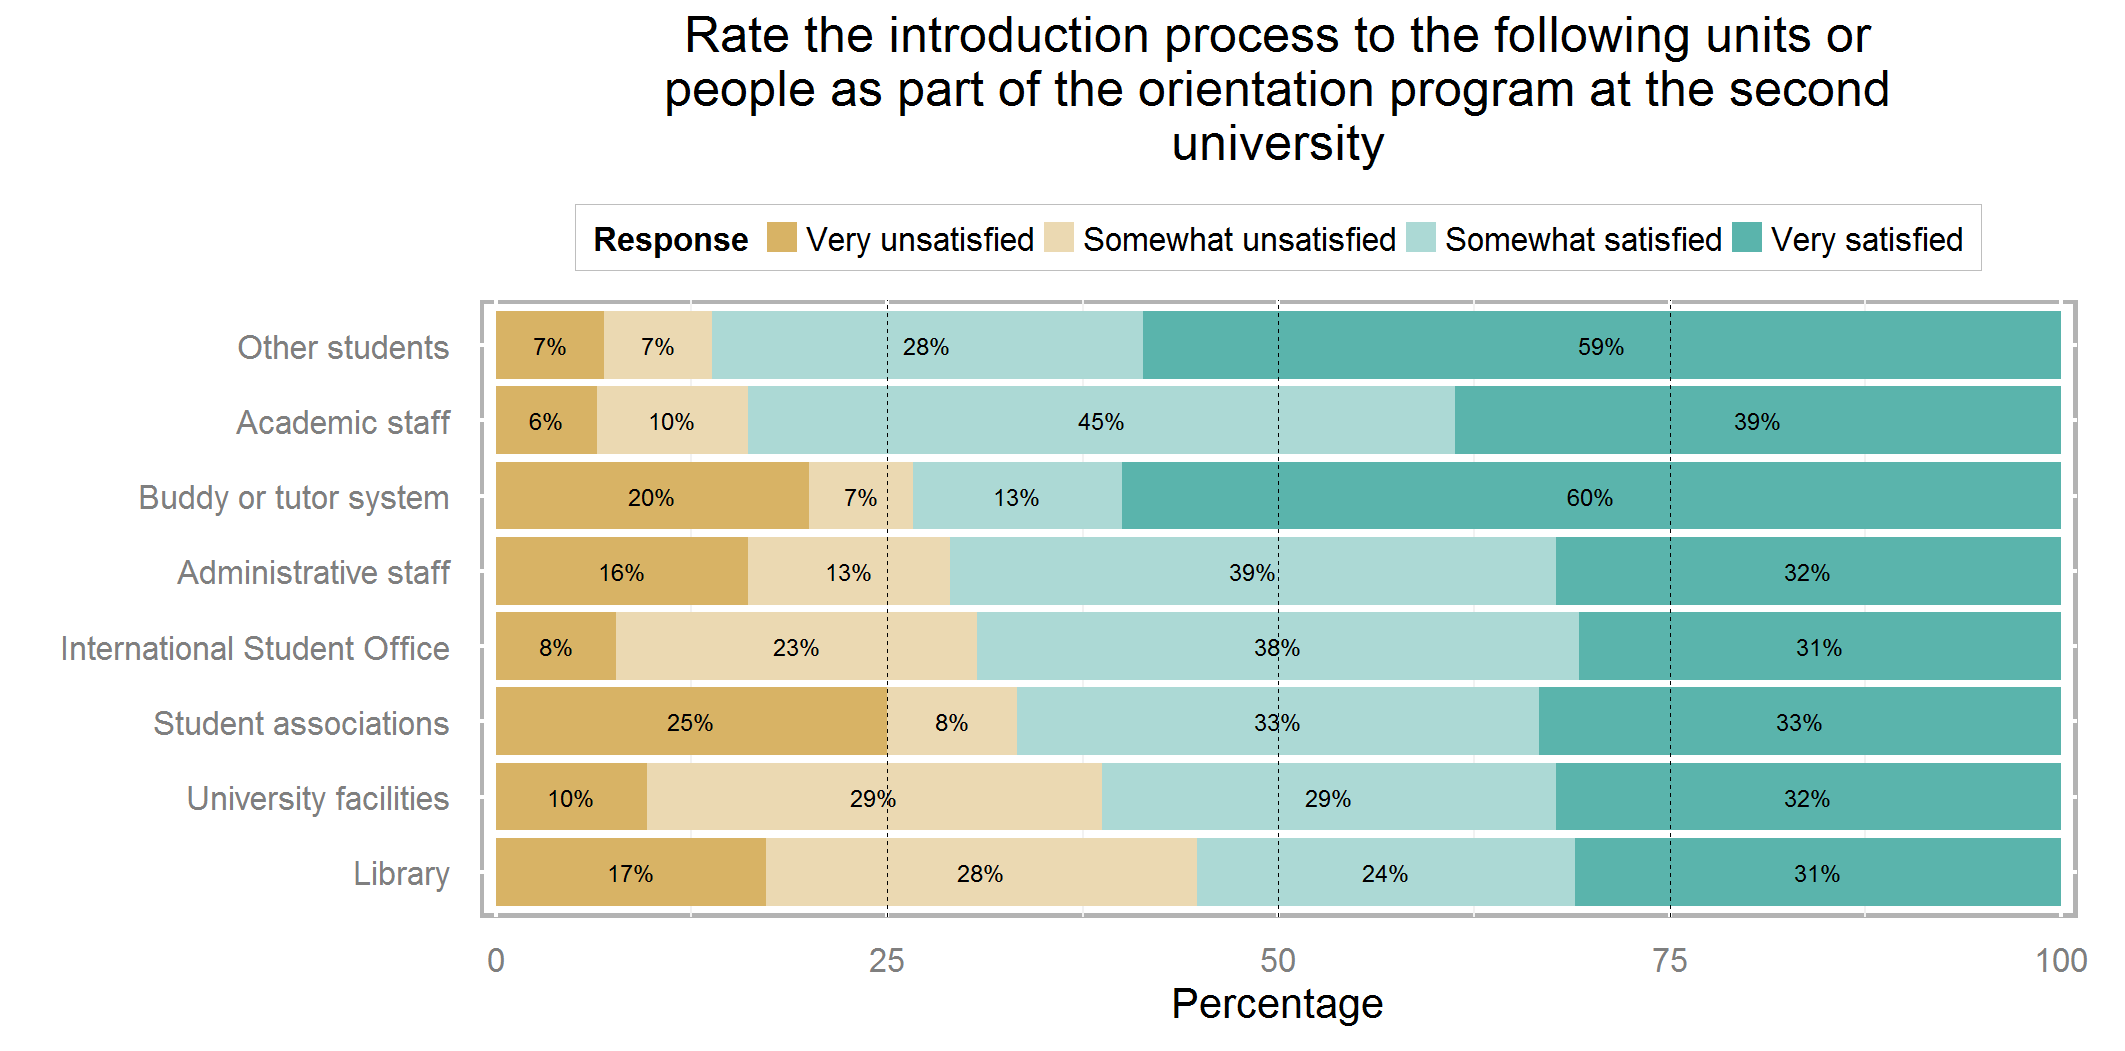 Rate the introduction process to the following units or
people as part of the orientation program at the second
university
Response Very unsatisfied Somewhat unsatisfied Somewhat satisfied Very satisfied
Other students 7% 7% 28% 59%
Academic staff 6% 10% 45% 39%
Buddy or tutor system 20% 7% 13% 60%
Administrative staff 16% 13% 39% 32%
International Student Office 8% 23% 38% 31%
Student associations 25% 8% 33% 33%
University facilities 10% 29% 29% 32%
Library 17% 28% 24% 31%
0 25 50 75 100
Percentage